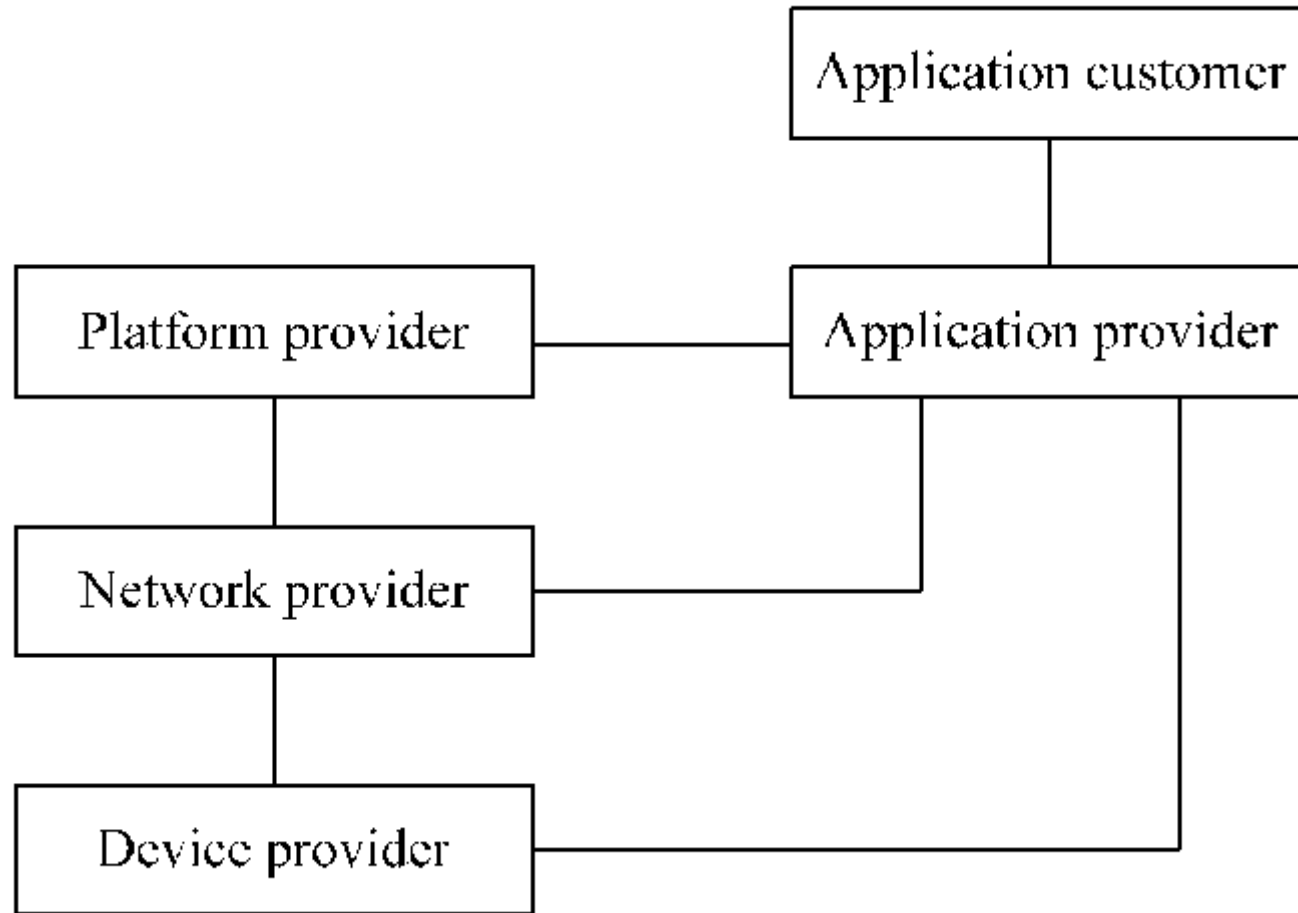 Application customer
Platform provider
Application provider
Network provider
Device provider